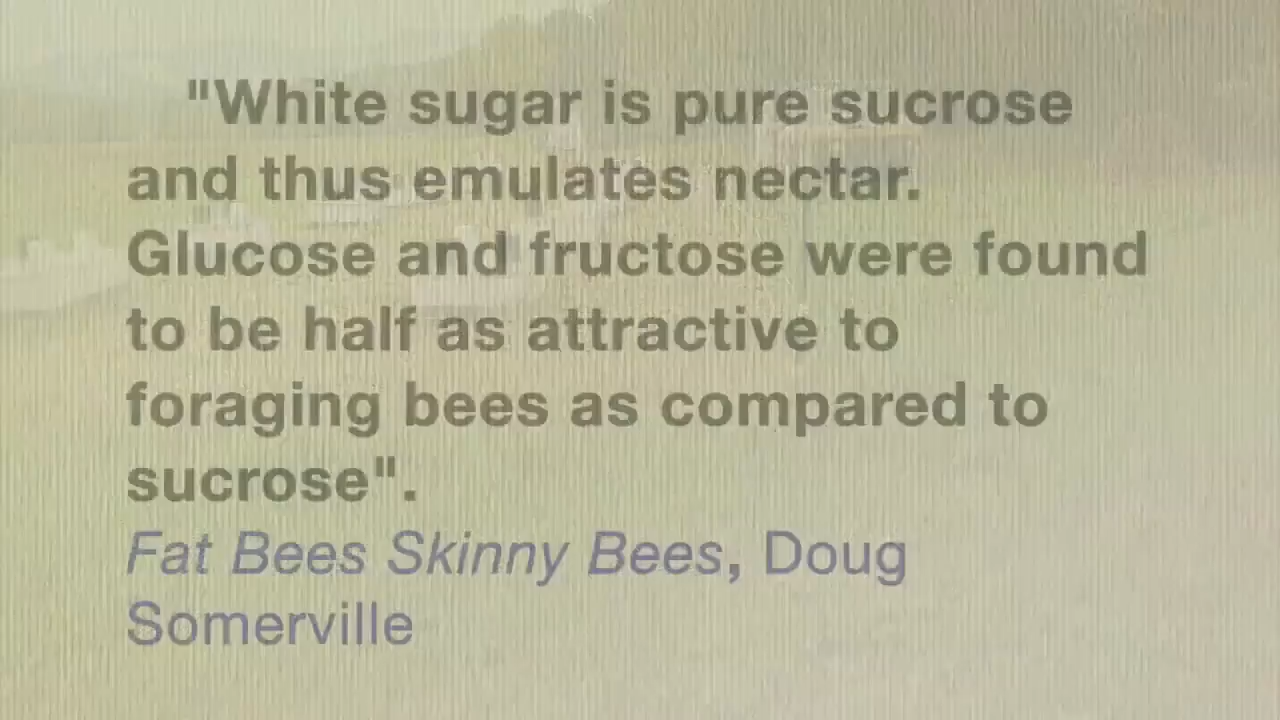 "White sugar is pure sucrose
and thus emulates nectar.
Glucose and fructose were found
to be half as attractive to
foraging bees as compared to
sucrose".
Fat Bees Skinny Bees, Doug
Somerville